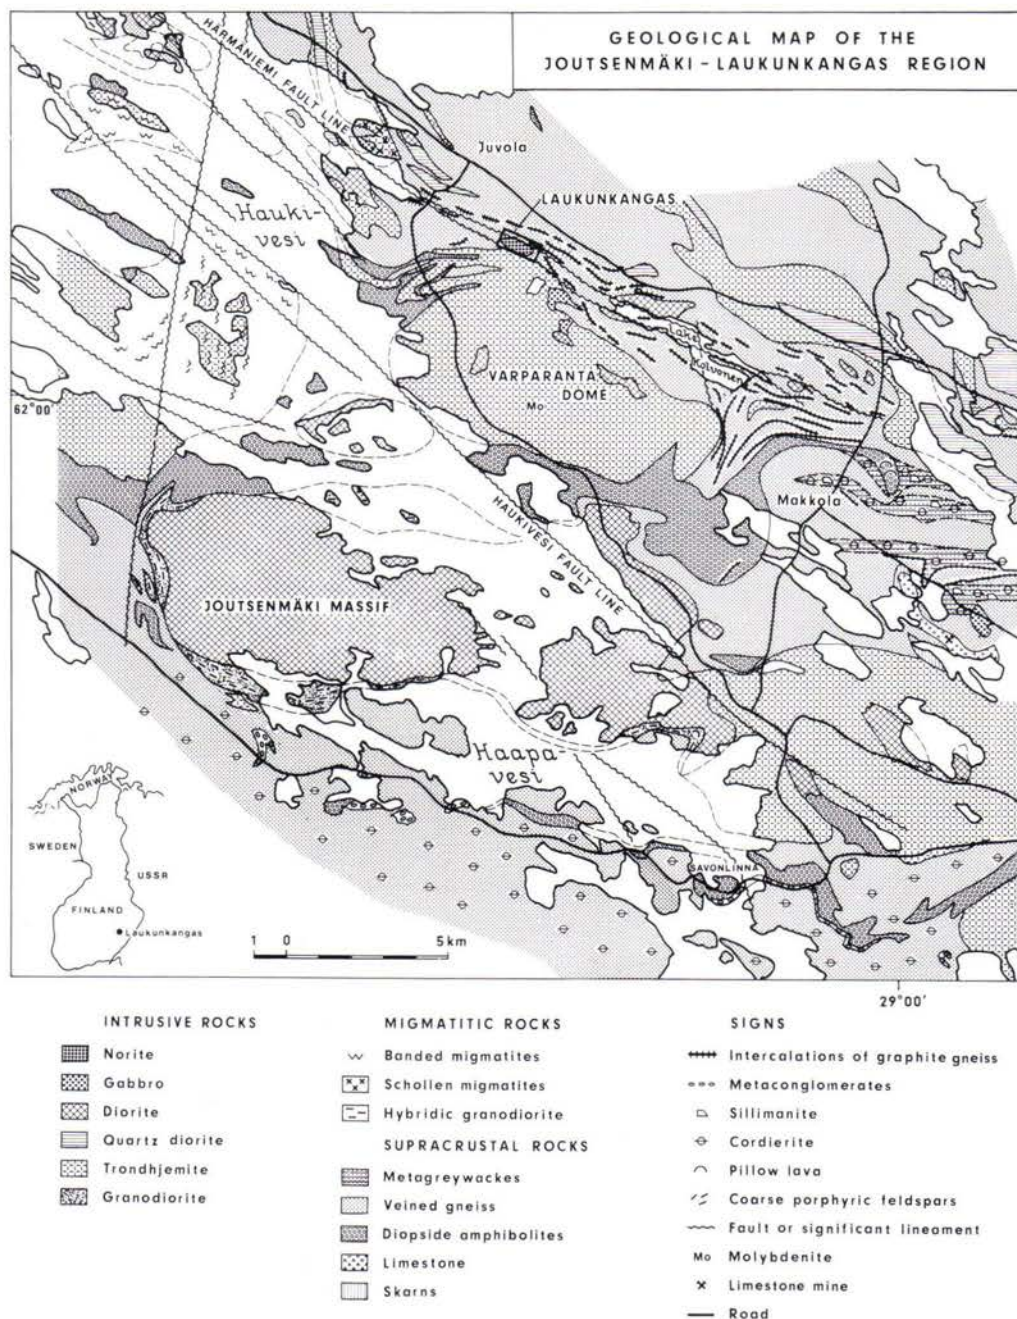 GEOLOGICAL MAP OF THE
JOUTSENMÄKI – LAUKUNKANGAS REGION
HARMANIEMI FAULT LINE
Juvola
LAUKUNKANGAS
Hauki-
vesi
Lake
Kolvonen
VARPARANTA
DOME
Mo
62°00'
Makkola
HAUKIVESI FAULT LINE
JOUTSENMÄKI MASSIF
Haapa-
vesi
NORWAY
SWEDEN
USSR
FINLAND
Laukunkangas
SAVONLINNA
1 0 5 km
29°00'
INTRUSIVE ROCKS
Norite
Gabbro
Diorite
Quartz diorite
Trondhjemite
Granodiorite
MIGMATITIC ROCKS
Banded migmatites
Schollen migmatites
Hybridic granodiorite
SUPRACRUSTAL ROCKS
Metagreywackes
Veined gneiss
Diopside amphibolites
Limestone
Skarns
SIGNS
Intercalations of graphite gneiss
Metaconglomerates
Sillimanite
Cordierite
Pillow lava
Coarse porphyric feldspars
Fault or significant lineament
Mo Molybdenite
Limestone mine
Road